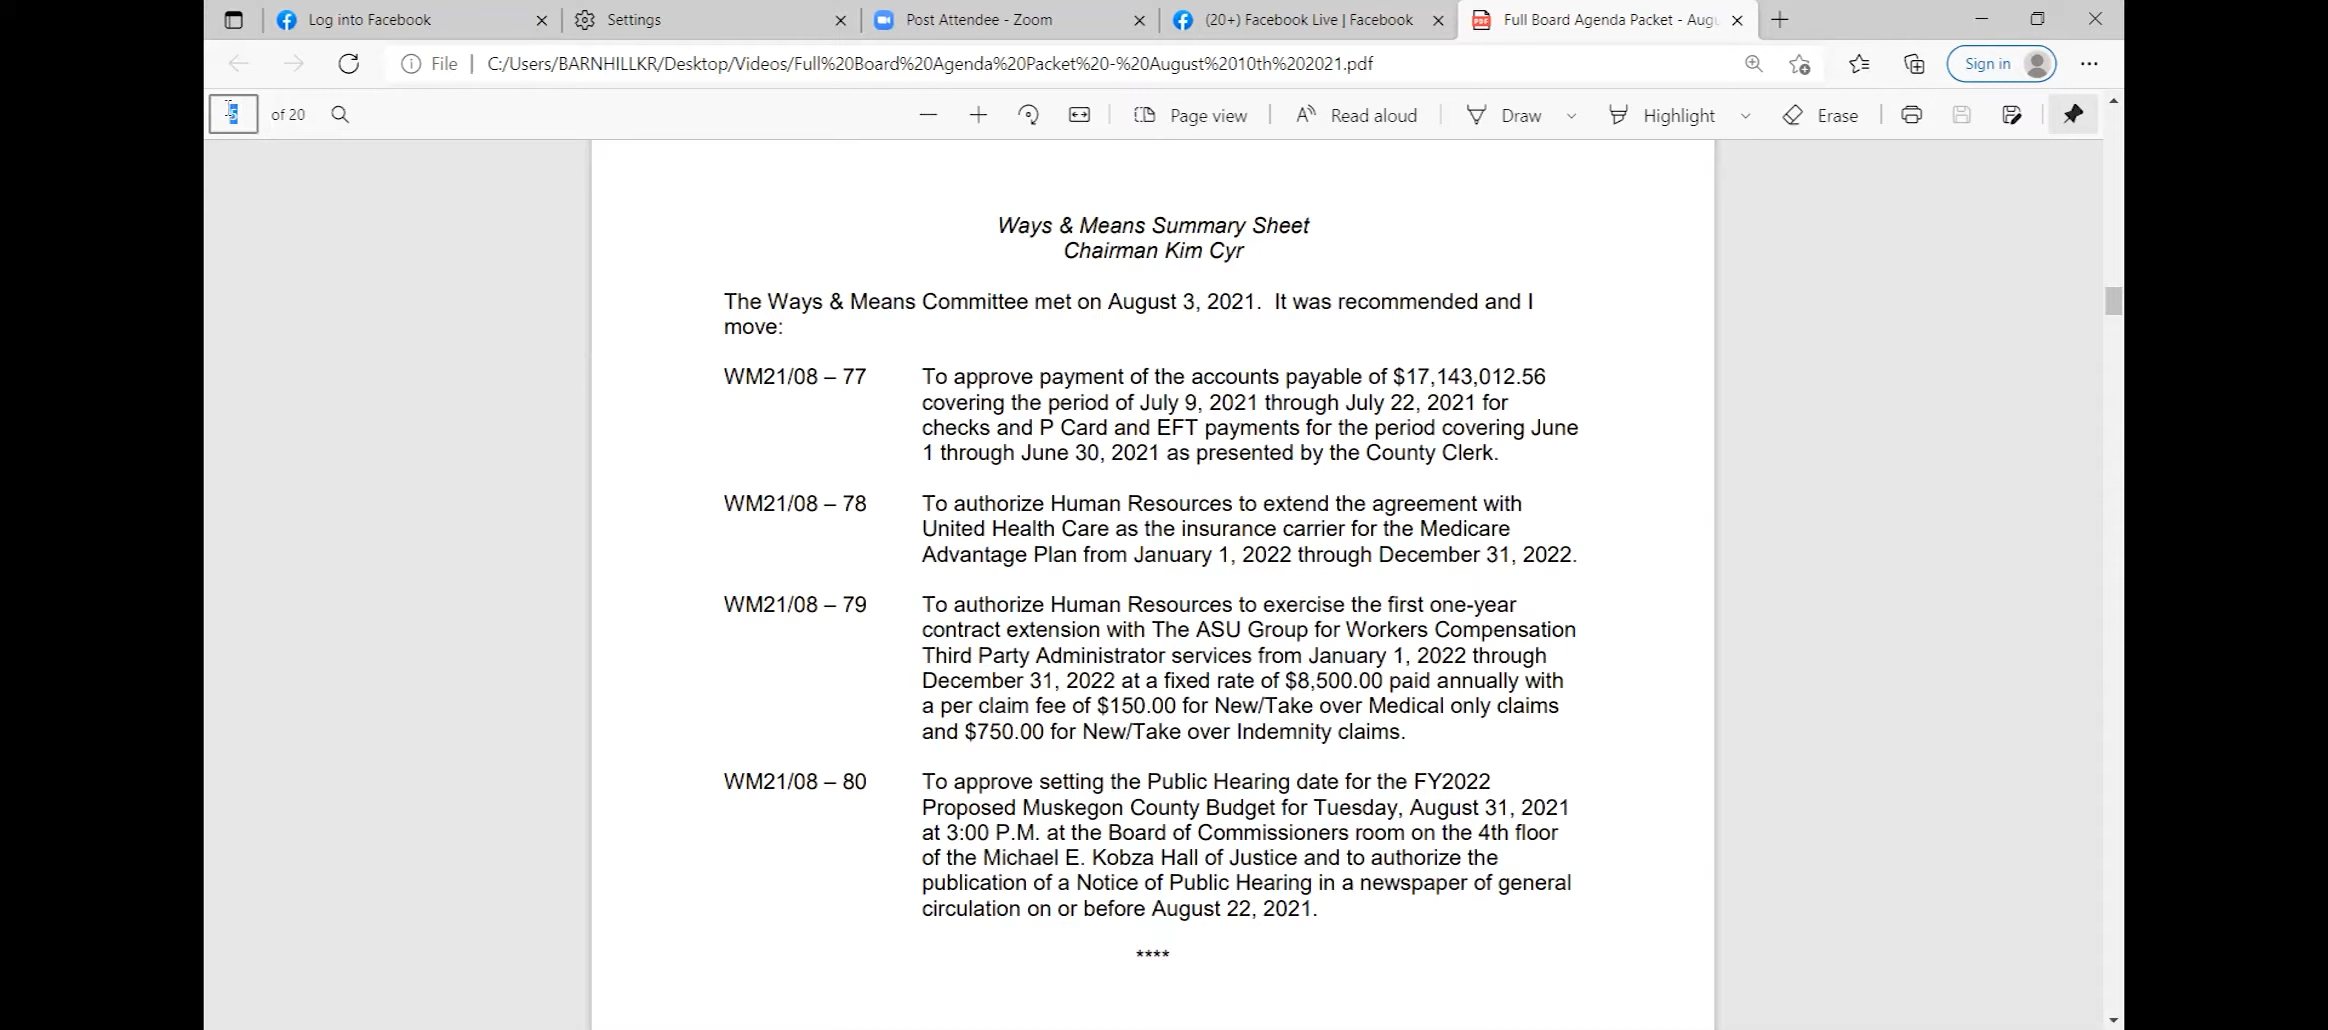 Log into Facebook
Settings
Post Attendee - Zoom
(20+) Facebook Live | Facebook
Full Board Agenda Packet - Aug
File
C:/Users/BARNHILLKR/Desktop/Videos/Full%20Board%20Agenda%20Packet%20-%20August%2010th%202021.pdf
Sign in
5 of 20
Page view
Read aloud
Draw
Highlight
Erase
Ways & Means Summary Sheet
Chairman Kim Cyr
The Ways & Means Committee met on August 3, 2021. It was recommended and I
move:
WM21/08 – 77 To approve payment of the accounts payable of $17,143,012.56
covering the period of July 9, 2021 through July 22, 2021 for
checks and P Card and EFT payments for the period covering June
1 through June 30, 2021 as presented by the County Clerk.
WM21/08 – 78 To authorize Human Resources to extend the agreement with
United Health Care as the insurance carrier for the Medicare
Advantage Plan from January 1, 2022 through December 31, 2022.
WM21/08 – 79 To authorize Human Resources to exercise the first one-year
contract extension with The ASU Group for Workers Compensation
Third Party Administrator services from January 1, 2022 through
December 31, 2022 at a fixed rate of $8,500.00 paid annually with
a per claim fee of $150.00 for New/Take over Medical only claims
and $750.00 for New/Take over Indemnity claims.
WM21/08 – 80 To approve setting the Public Hearing date for the FY2022
Proposed Muskegon County Budget for Tuesday, August 31, 2021
at 3:00 P.M. at the Board of Commissioners room on the 4th floor
of the Michael E. Kobza Hall of Justice and to authorize the
publication of a Notice of Public Hearing in a newspaper of general
circulation on or before August 22, 2021.
****